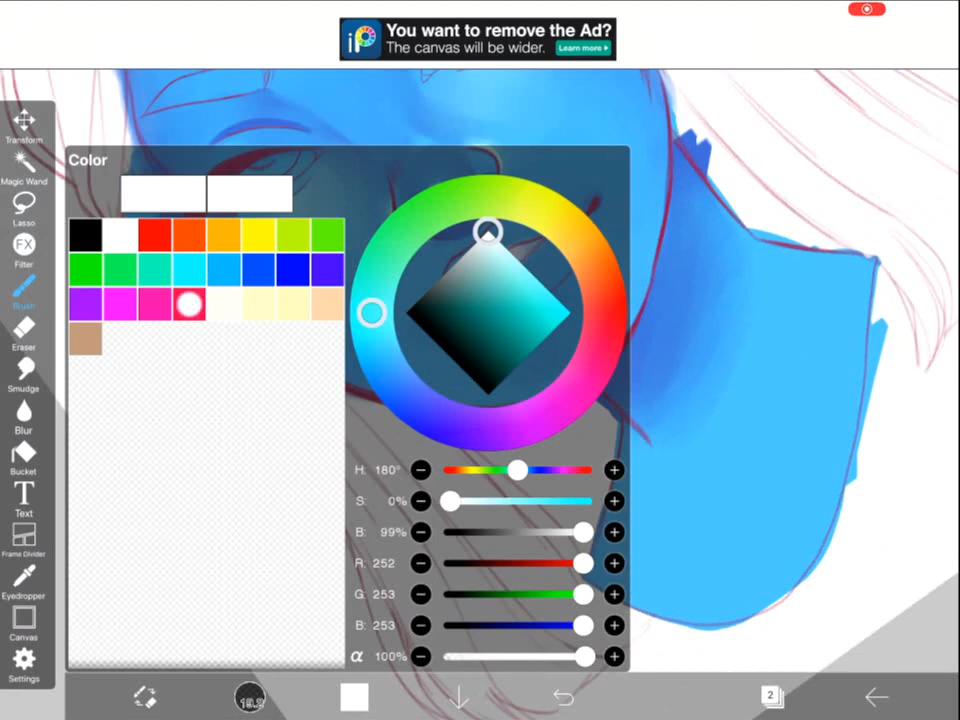 You want to remove the Ad?
The canvas will be wider.
Learn more
iP
Transform
Magic Wand
Lasso
FX
Filter
Brush
Eraser
Smudge
Blur
Bucket
T
Text
Frame Divider
Eyedropper
Canvas
Settings
Color
H: 180°
S: 0%
B: 99%
R: 252
G: 253
B: 253
α 100%
2